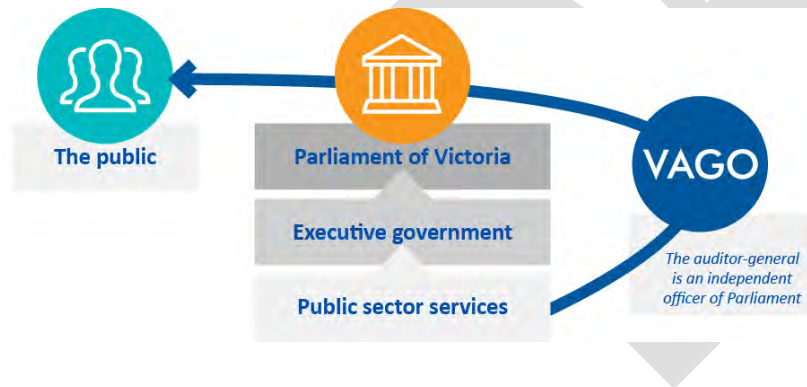 The public
Parliament of Victoria
VAGO
Executive government
The auditor-general
is an independent
officer of Parliament
Public sector services